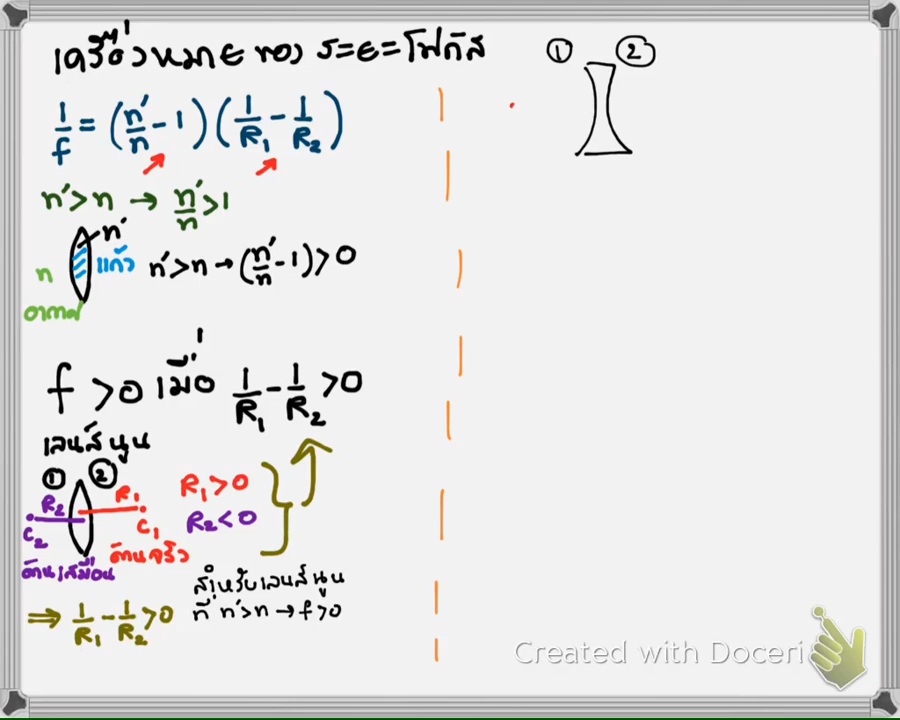 เครื่องหมายของ ระยะโฟกัส
1/f = (n′/n - 1)(1/R₁ - 1/R₂)
n′>n → n′/n >1
n′
n แก้ว n′>n → (n′/n - 1) >0
อากาศ
f >0 เมื่อ 1/R₁ - 1/R₂ >0
เลนส์นูน
① ②
R₂ R₁ R₁>0
C₂ C₁ R₂<0
ด้านจริง
ด้านเสมือน
สำหรับเลนส์นูน
⇒ 1/R₁ - 1/R₂ >0 ที่ n′>n → f>0
① ②
Created with Doceri